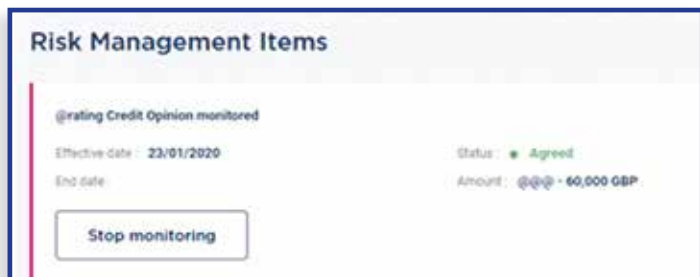 Risk Management Items
@rating Credit Opinion monitored
Effective date : 23/01/2020
Status : Agreed
End date
Amount : @@@ - 60,000 GBP
Stop monitoring